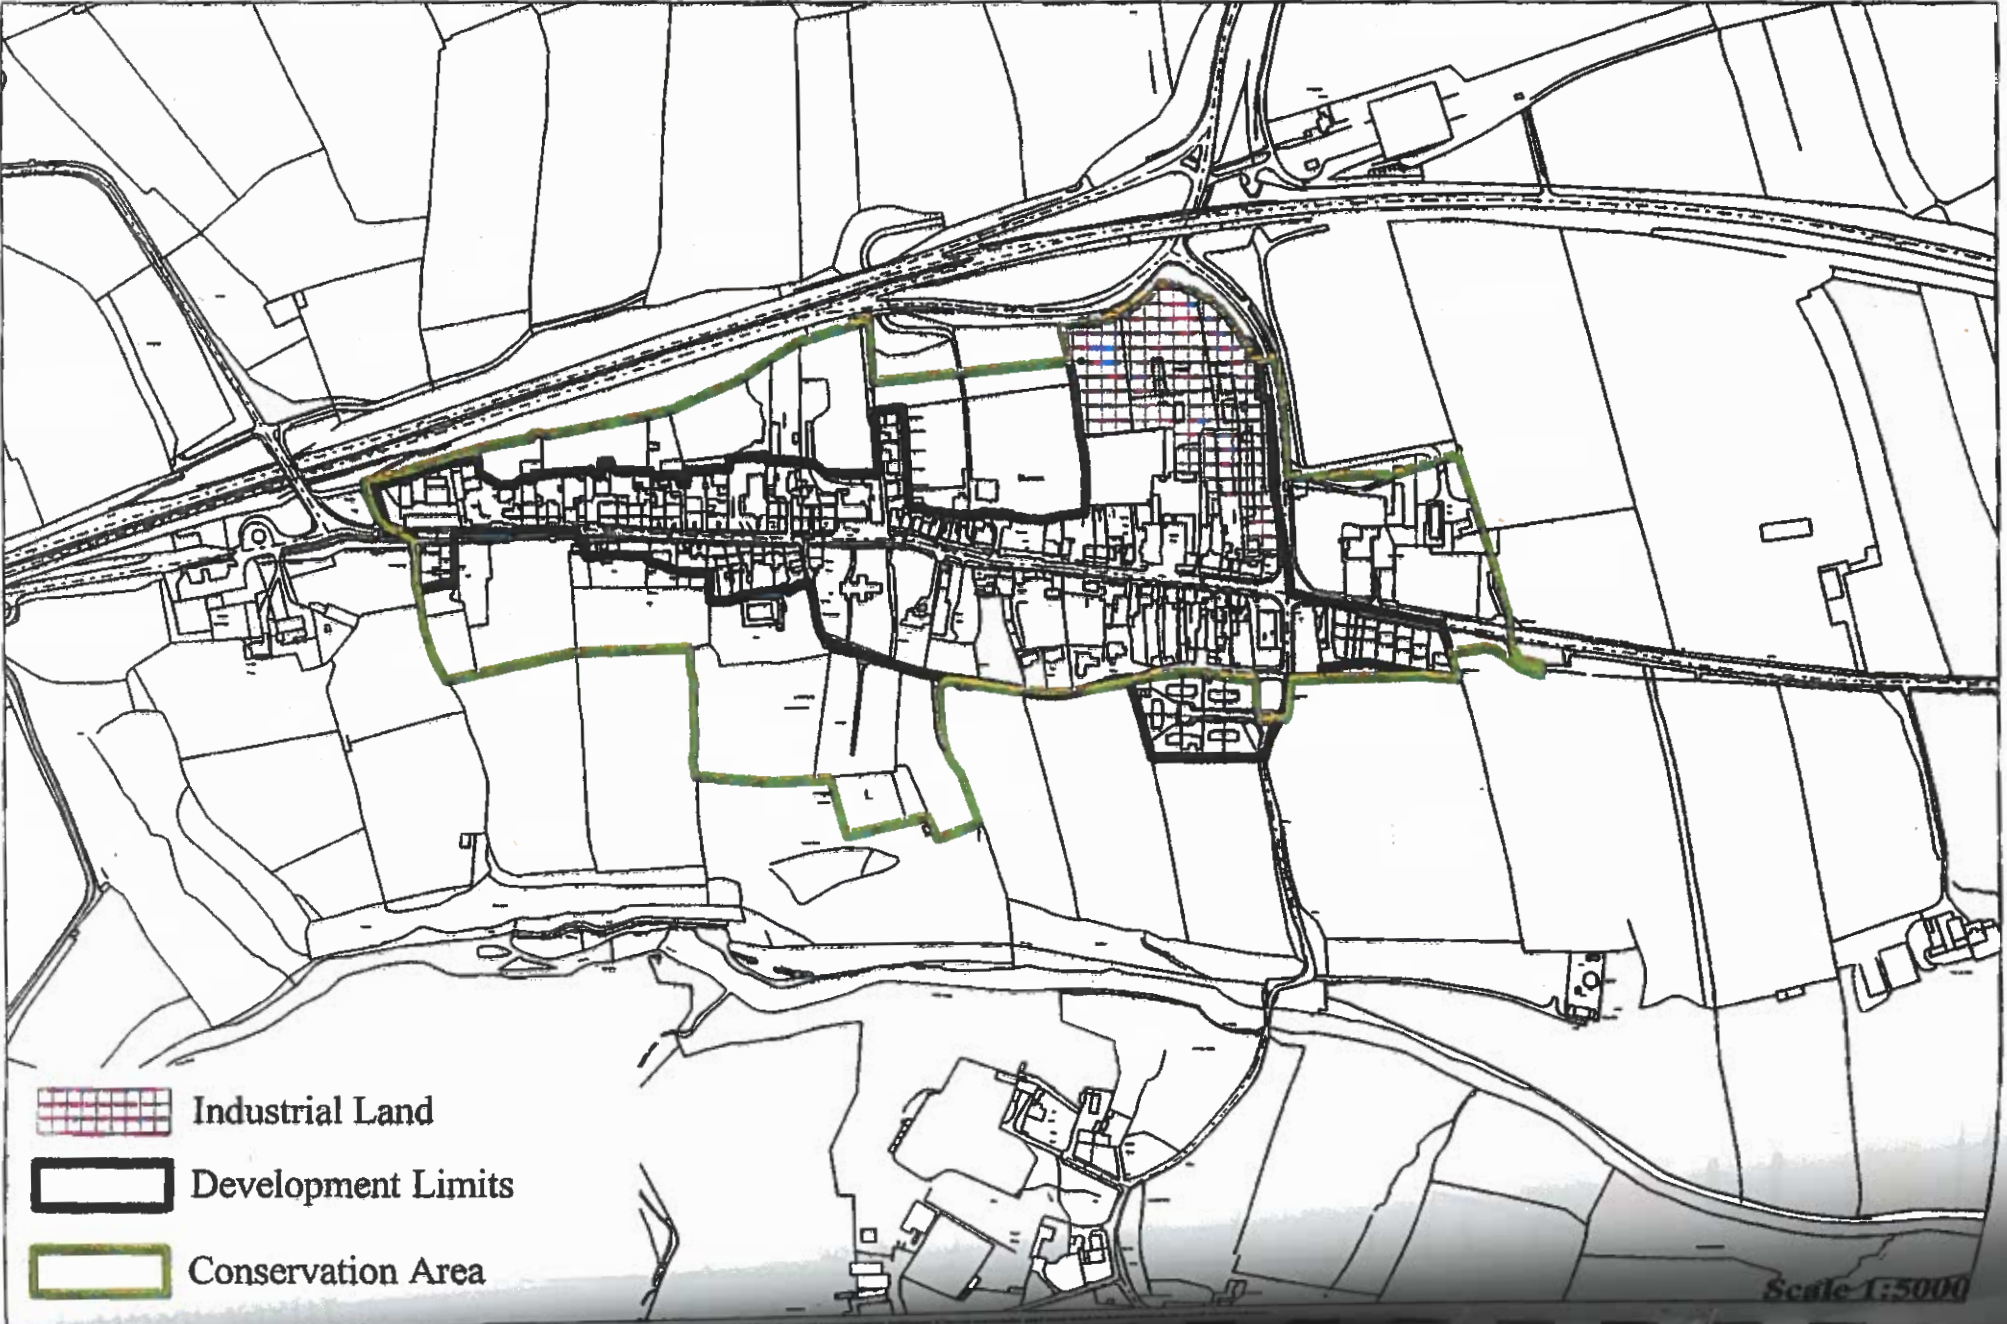 Industrial Land
Development Limits
Conservation Area
Scale 1:5000